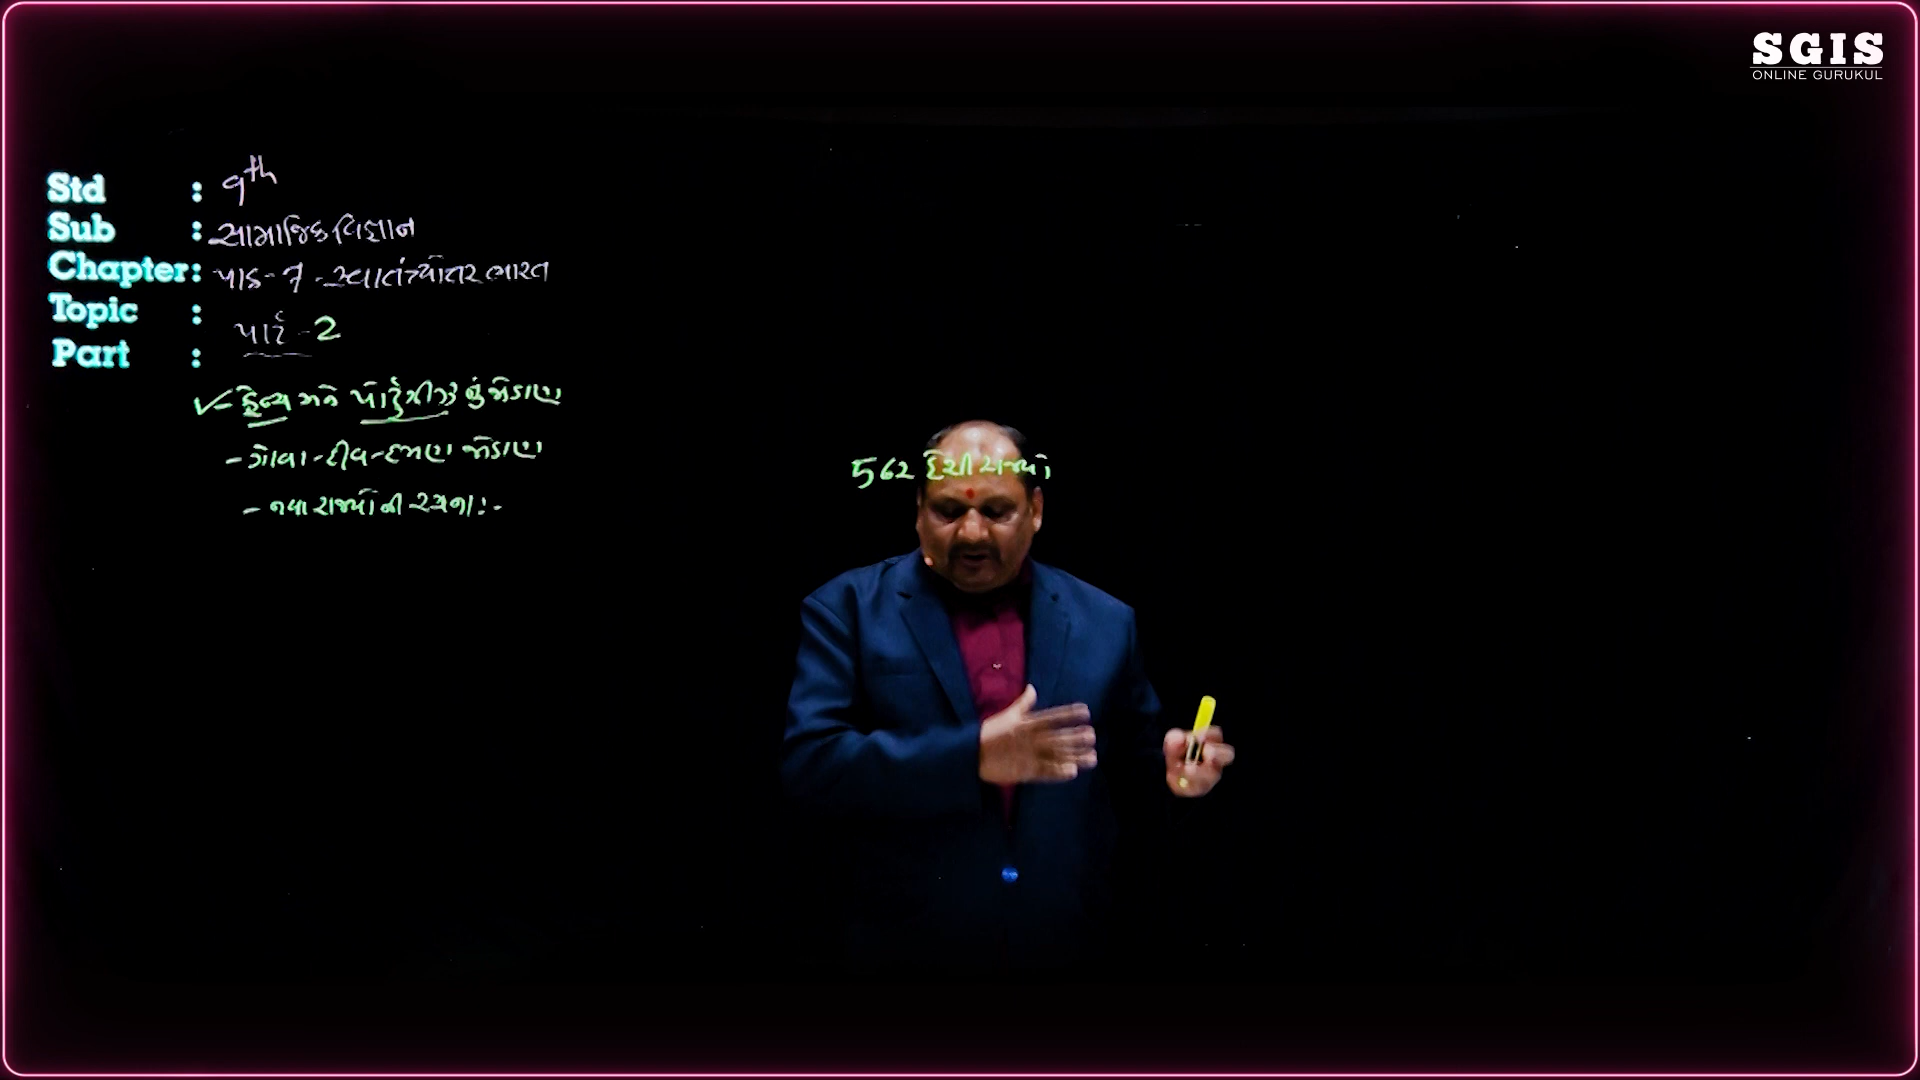 SGIS
ONLINE GURUKUL
Std : 9th
Sub : સામાજિક વિજ્ઞાન
Chapter : પાઠ-7 - સ્વાતંત્ર્યોત્તર ભારત
Topic :
પાર્ટ - 2
Part :
ફ્રેન્ચ અને પોર્ટુગીઝોનું જોડાણ
- ગોવા - દીવ - દમણ જોડાણ
- નવા રાજ્યોની રચના :-
562 દેશી રાજ્યો